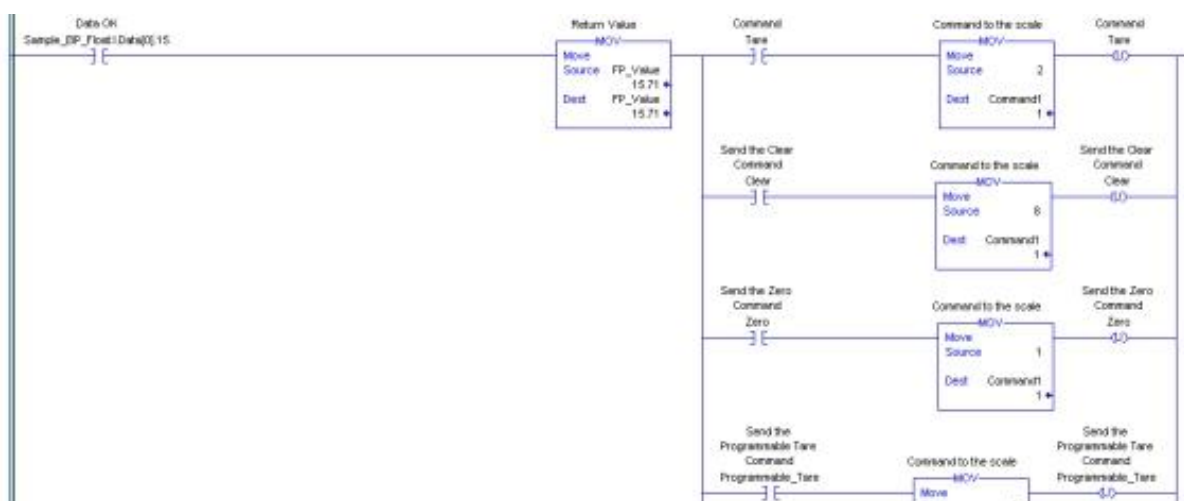 Data OK
Sample_BP_Float:I.Data[0].15
Return Value
MOV
Move
Source FP_Value
15.71
Dest FP_Value
15.71
Command
Tare
Command to the scale
MOV
Move
Source 2
Dest Command1
1
Command
Tare
Send the Clear
Command
Clear
Command to the scale
MOV
Move
Source 8
Dest Command1
1
Send the Clear
Command
Clear
Send the Zero
Command
Zero
Command to the scale
MOV
Move
Source 1
Dest Command1
1
Send the Zero
Command
Zero
Send the
Programmable Tare
Command
Programmable_Tare
Command to the scale
MOV
Move
Send the
Programmable Tare
Command
Programmable_Tare